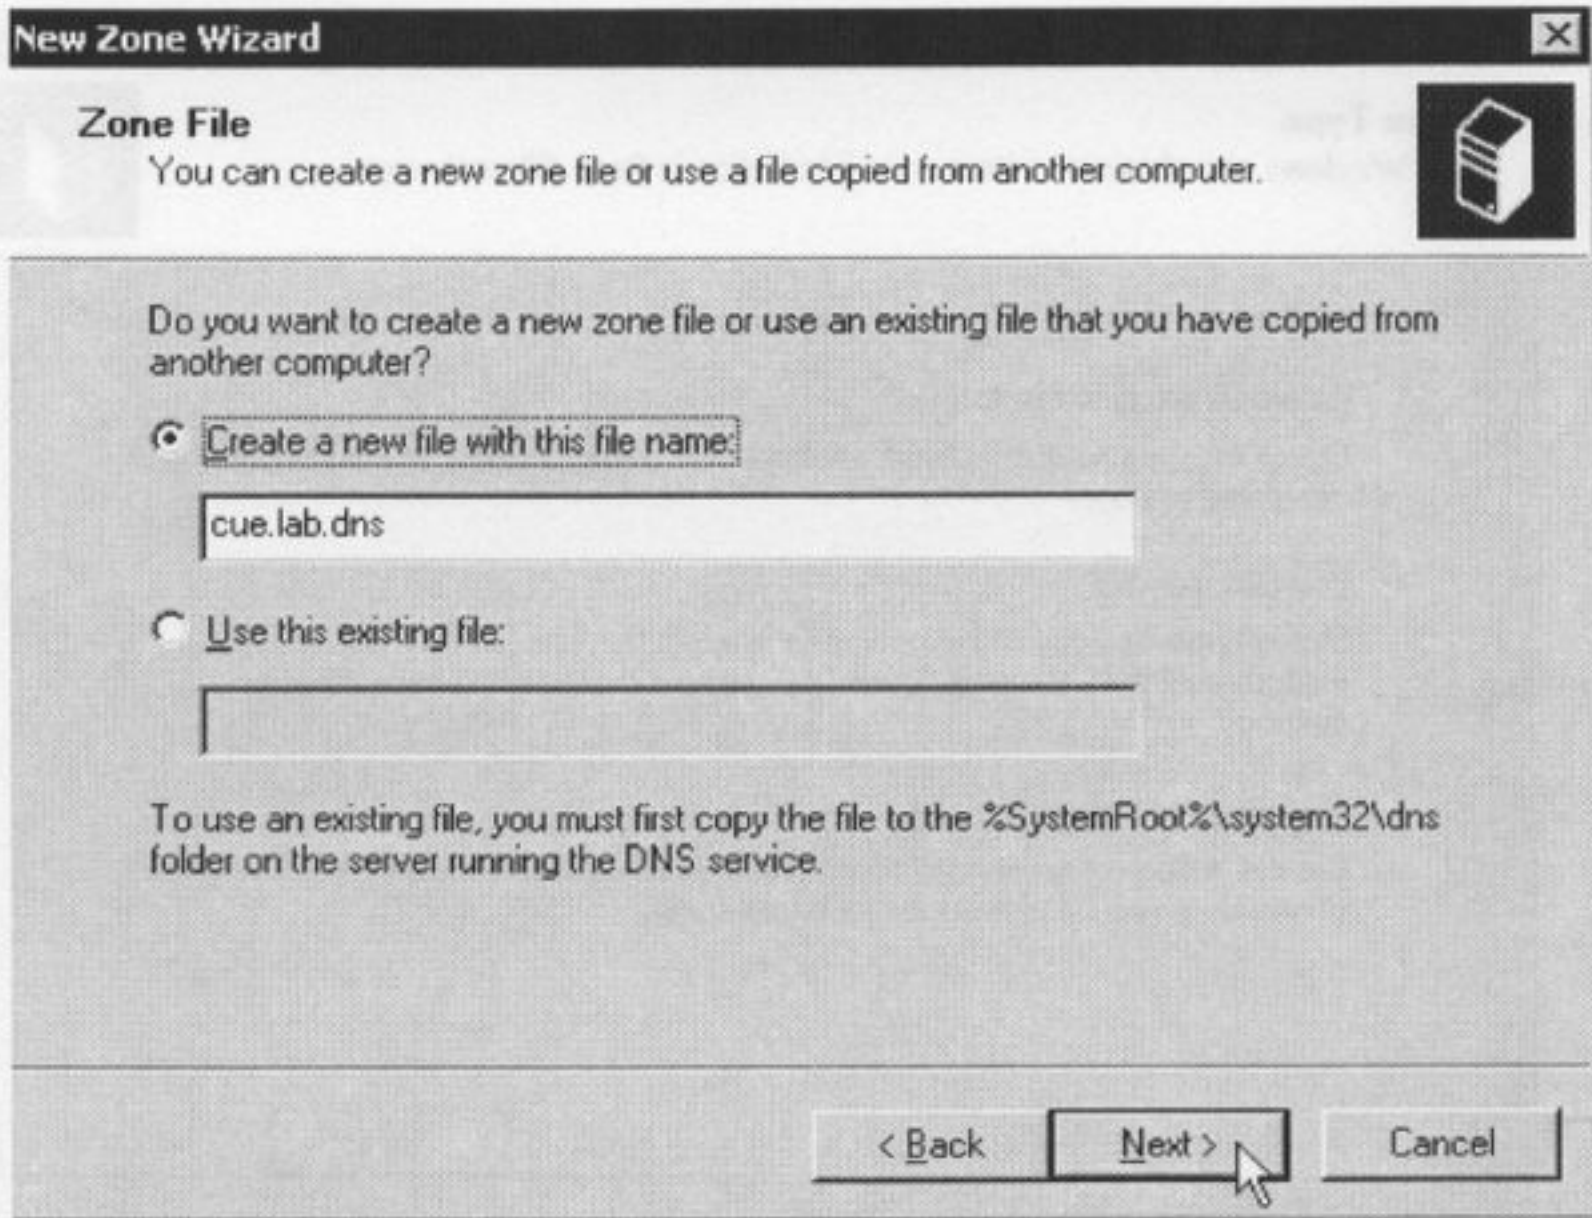 New Zone Wizard
Zone File
You can create a new zone file or use a file copied from another computer.
Do you want to create a new zone file or use an existing file that you have copied from
another computer?
Create a new file with this file name:
cue.lab.dns
Use this existing file:
To use an existing file, you must first copy the file to the %SystemRoot%\system32\dns
folder on the server running the DNS service.
< Back
Next >
Cancel